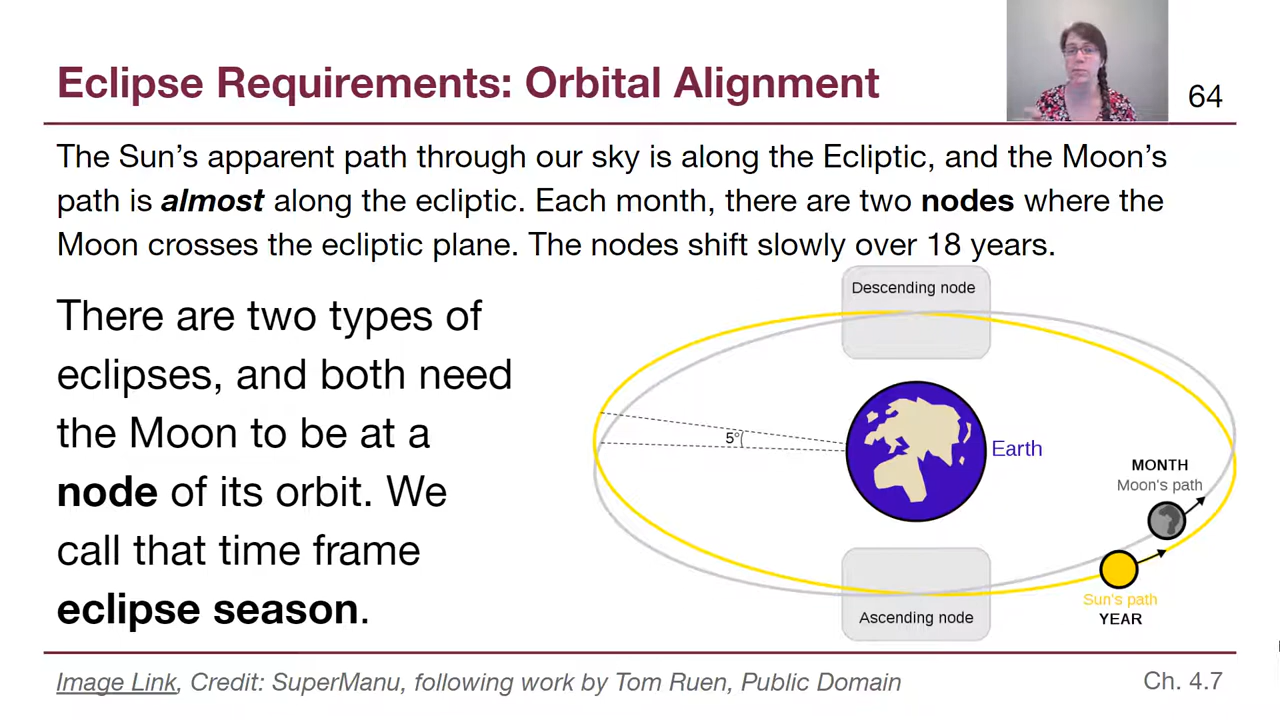 Eclipse Requirements: Orbital Alignment
64
The Sun’s apparent path through our sky is along the Ecliptic, and the Moon’s
path is almost along the ecliptic. Each month, there are two nodes where the
Moon crosses the ecliptic plane. The nodes shift slowly over 18 years.
There are two types of
eclipses, and both need
the Moon to be at a
node of its orbit. We
call that time frame
eclipse season.
Descending node
5°
Earth
MONTH
Moon's path
Sun's path
YEAR
Ascending node
Image Link, Credit: SuperManu, following work by Tom Ruen, Public Domain
Ch. 4.7